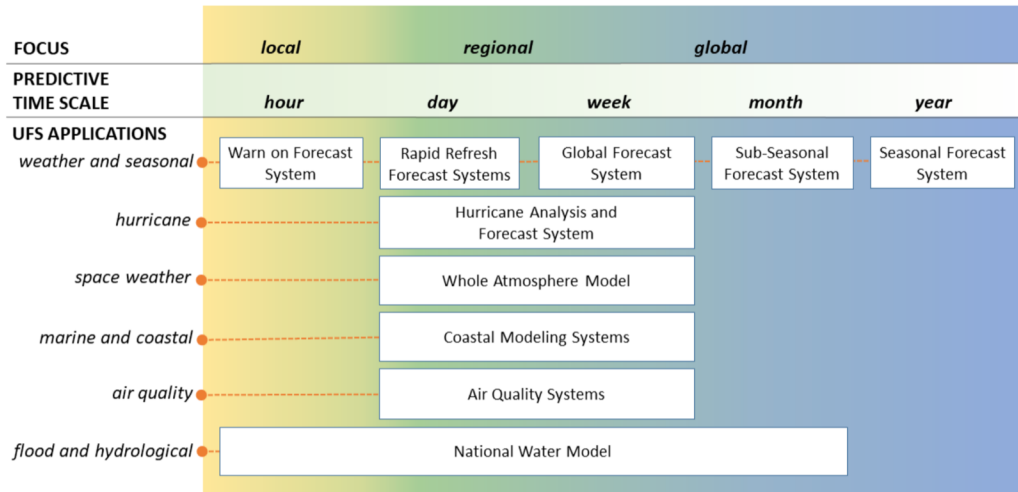 FOCUS local regional global
PREDICTIVE
TIME SCALE hour day week month year
UFS APPLICATIONS
weather and seasonal
Warn on Forecast
System
Rapid Refresh
Forecast Systems
Global Forecast
System
Sub-Seasonal
Forecast System
Seasonal Forecast
System
hurricane
Hurricane Analysis and
Forecast System
space weather
Whole Atmosphere Model
marine and coastal
Coastal Modeling Systems
air quality
Air Quality Systems
flood and hydrological
National Water Model